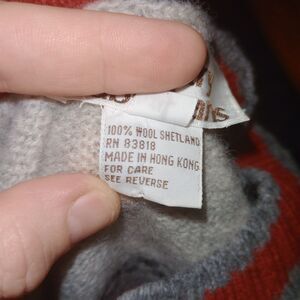 100% WOOL SHETLAND
RN 83818
MADE IN HONG KONG
FOR CARE
SEE REVERSE